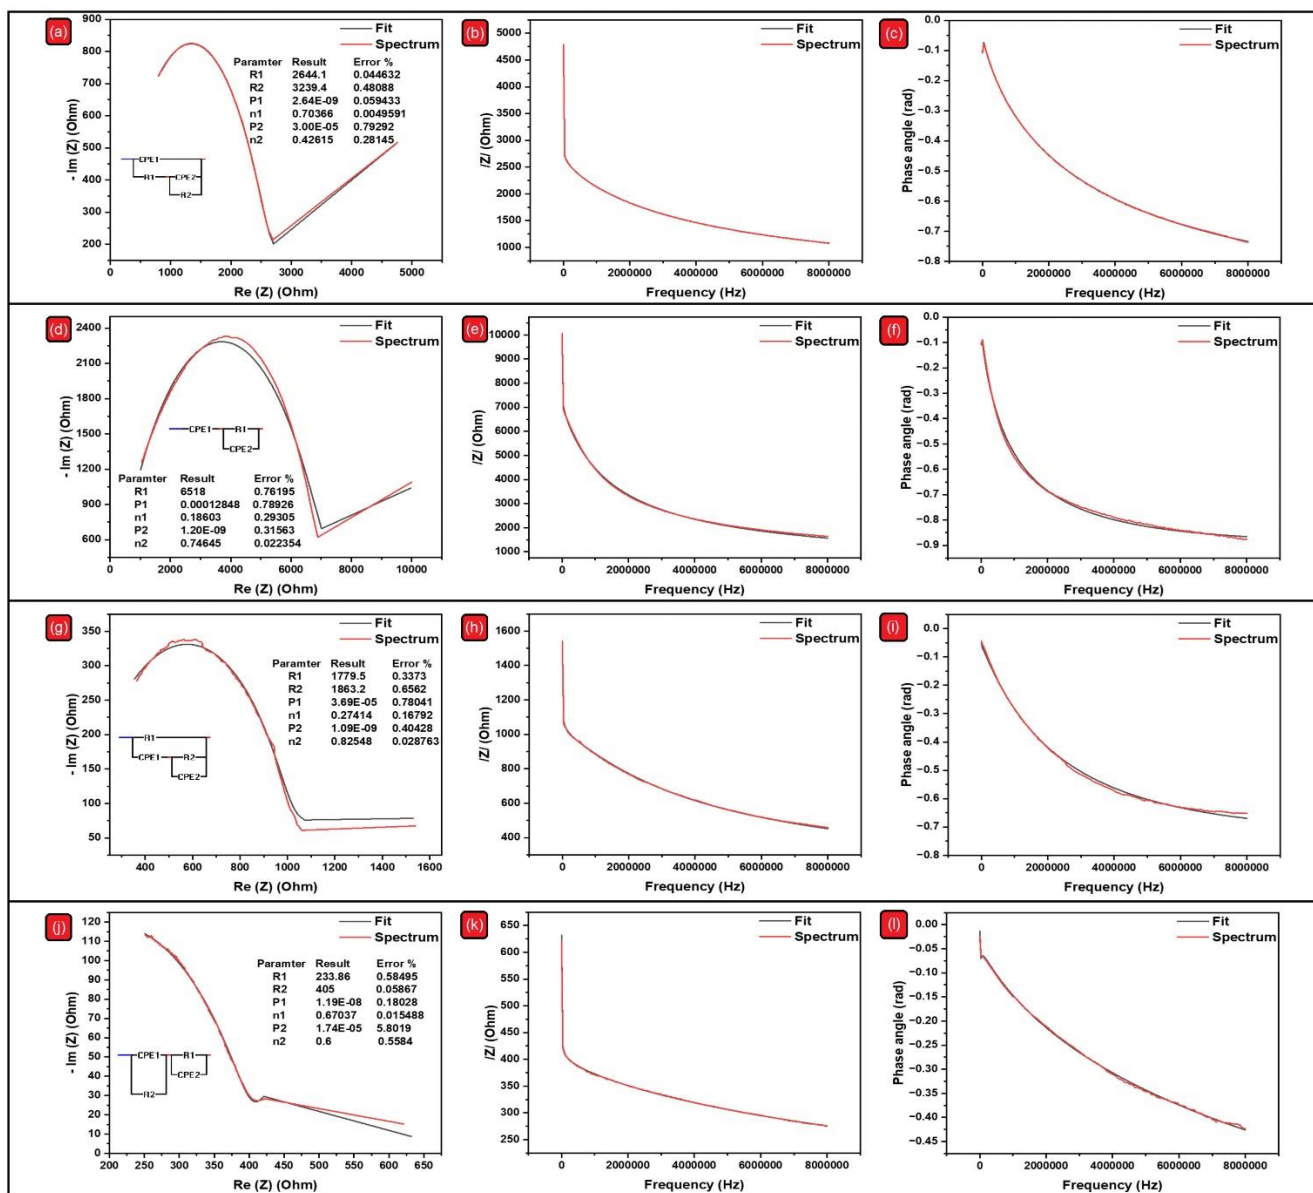 (a)
Fit
Spectrum
Paramter Result Error %
R1 2644.1 0.044632
R2 3239.4 0.48088
P1 2.64E-09 0.059433
n1 0.70366 0.0049591
P2 3.00E-05 0.79292
n2 0.42615 0.28145
CPE1
R1 CPE2
R2
900
800
700
600
500
400
300
200
- Im (Z) (Ohm)
0 1000 2000 3000 4000 5000
Re (Z) (Ohm)
(b)
Fit
Spectrum
5000
4500
4000
3500
3000
2500
2000
1500
1000
/Z/ (Ohm)
0 2000000 4000000 6000000 8000000
Frequency (Hz)
(c)
Fit
Spectrum
0.0
−0.1
−0.2
−0.3
−0.4
−0.5
−0.6
−0.7
−0.8
Phase angle (rad)
0 2000000 4000000 6000000 8000000
Frequency (Hz)
(d)
Fit
Spectrum
CPE1 R1
CPE2
Paramter Result Error %
R1 6518 0.76195
P1 0.00012848 0.78926
n1 0.18603 0.29305
P2 1.20E-09 0.31563
n2 0.74645 0.022354
2400
2100
1800
1500
1200
900
600
- Im (Z) (Ohm)
0 2000 4000 6000 8000 10000
Re (Z) (Ohm)
(e)
Fit
Spectrum
10000
9000
8000
7000
6000
5000
4000
3000
2000
1000
/Z/ (Ohm)
0 2000000 4000000 6000000 8000000
Frequency (Hz)
(f)
Fit
Spectrum
0.0
−0.1
−0.2
−0.3
−0.4
−0.5
−0.6
−0.7
−0.8
−0.9
Phase angle (rad)
0 2000000 4000000 6000000 8000000
Frequency (Hz)
(g)
Fit
Spectrum
Paramter Result Error %
R1 1779.5 0.3373
R2 1863.2 0.6562
P1 3.69E-05 0.78041
n1 0.27414 0.16792
P2 1.09E-09 0.40428
n2 0.82548 0.028763
R1
CPE1 R2
CPE2
350
300
250
200
150
100
50
- Im (Z) (Ohm)
400 600 800 1000 1200 1400 1600
Re (Z) (Ohm)
(h)
Fit
Spectrum
1600
1400
1200
1000
800
600
400
/Z/ (Ohm)
0 2000000 4000000 6000000 8000000
Frequency (Hz)
(i)
Fit
Spectrum
0.0
−0.1
−0.2
−0.3
−0.4
−0.5
−0.6
−0.7
−0.8
Phase angle (rad)
0 2000000 4000000 6000000 8000000
Frequency (Hz)
(j)
Fit
Spectrum
Paramter Result Error %
R1 233.86 0.58495
R2 405 0.05867
P1 1.19E-08 0.18028
n1 0.67037 0.015488
P2 1.74E-05 5.8019
n2 0.6 0.5584
CPE1 R1
CPE2
R2
120
110
100
90
80
70
60
50
40
30
20
10
0
- Im (Z) (Ohm)
200 250 300 350 400 450 500 550 600 650
Re (Z) (Ohm)
(k)
Fit
Spectrum
650
600
550
500
450
400
350
300
250
/Z/ (Ohm)
0 2000000 4000000 6000000 8000000
Frequency (Hz)
(l)
Fit
Spectrum
0.00
−0.05
−0.10
−0.15
−0.20
−0.25
−0.30
−0.35
−0.40
−0.45
Phase angle (rad)
0 2000000 4000000 6000000 8000000
Frequency (Hz)